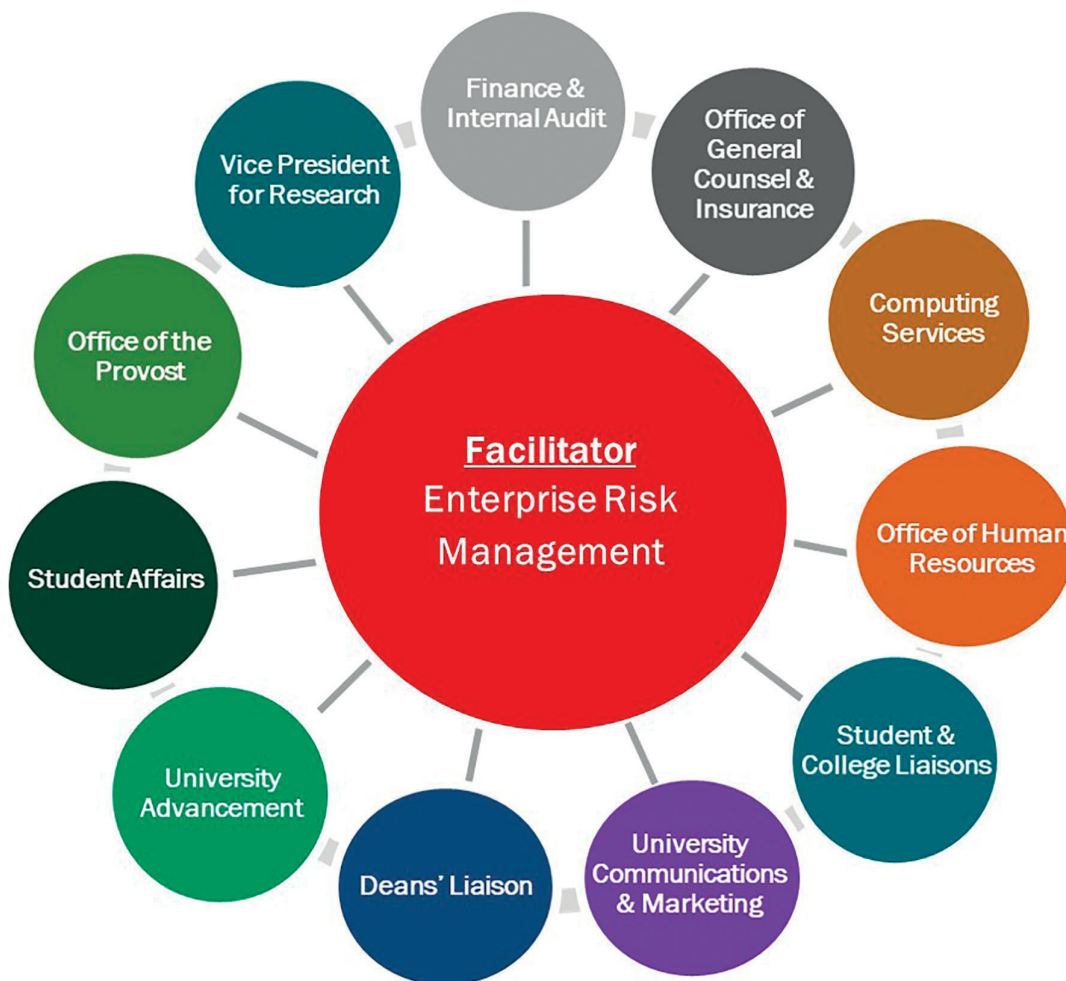 Finance &
Internal Audit
Office of
General
Counsel &
Insurance
Computing
Services
Office of Human
Resources
Student &
College Liaisons
University
Communications
& Marketing
Deans’ Liaison
University
Advancement
Student Affairs
Office of the
Provost
Vice President
for Research
Facilitator
Enterprise Risk
Management